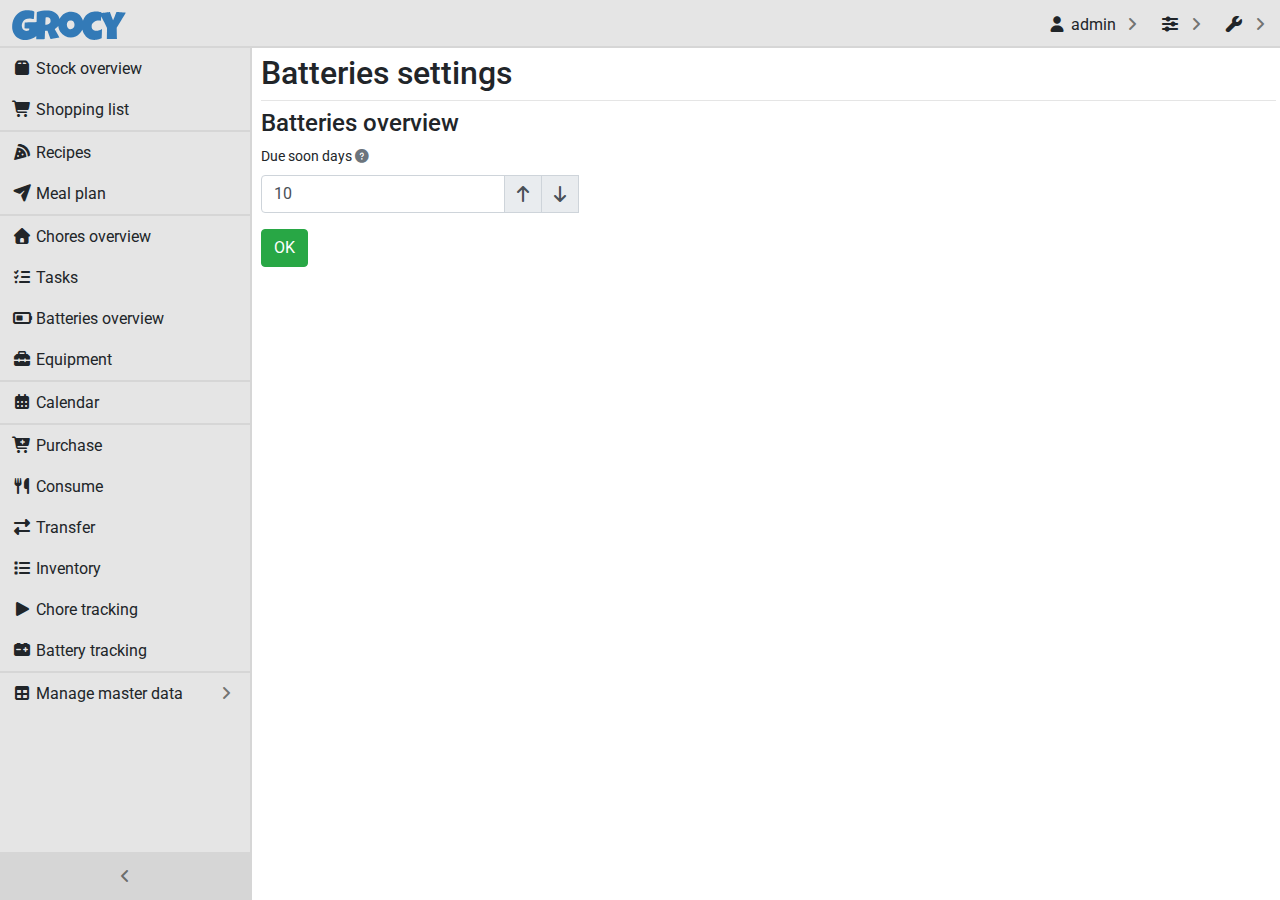 GROCY
admin
Stock overview
Shopping list
Recipes
Meal plan
Chores overview
Tasks
Batteries overview
Equipment
Calendar
Purchase
Consume
Transfer
Inventory
Chore tracking
Battery tracking
Manage master data
Batteries settings
Batteries overview
Due soon days
10
OK